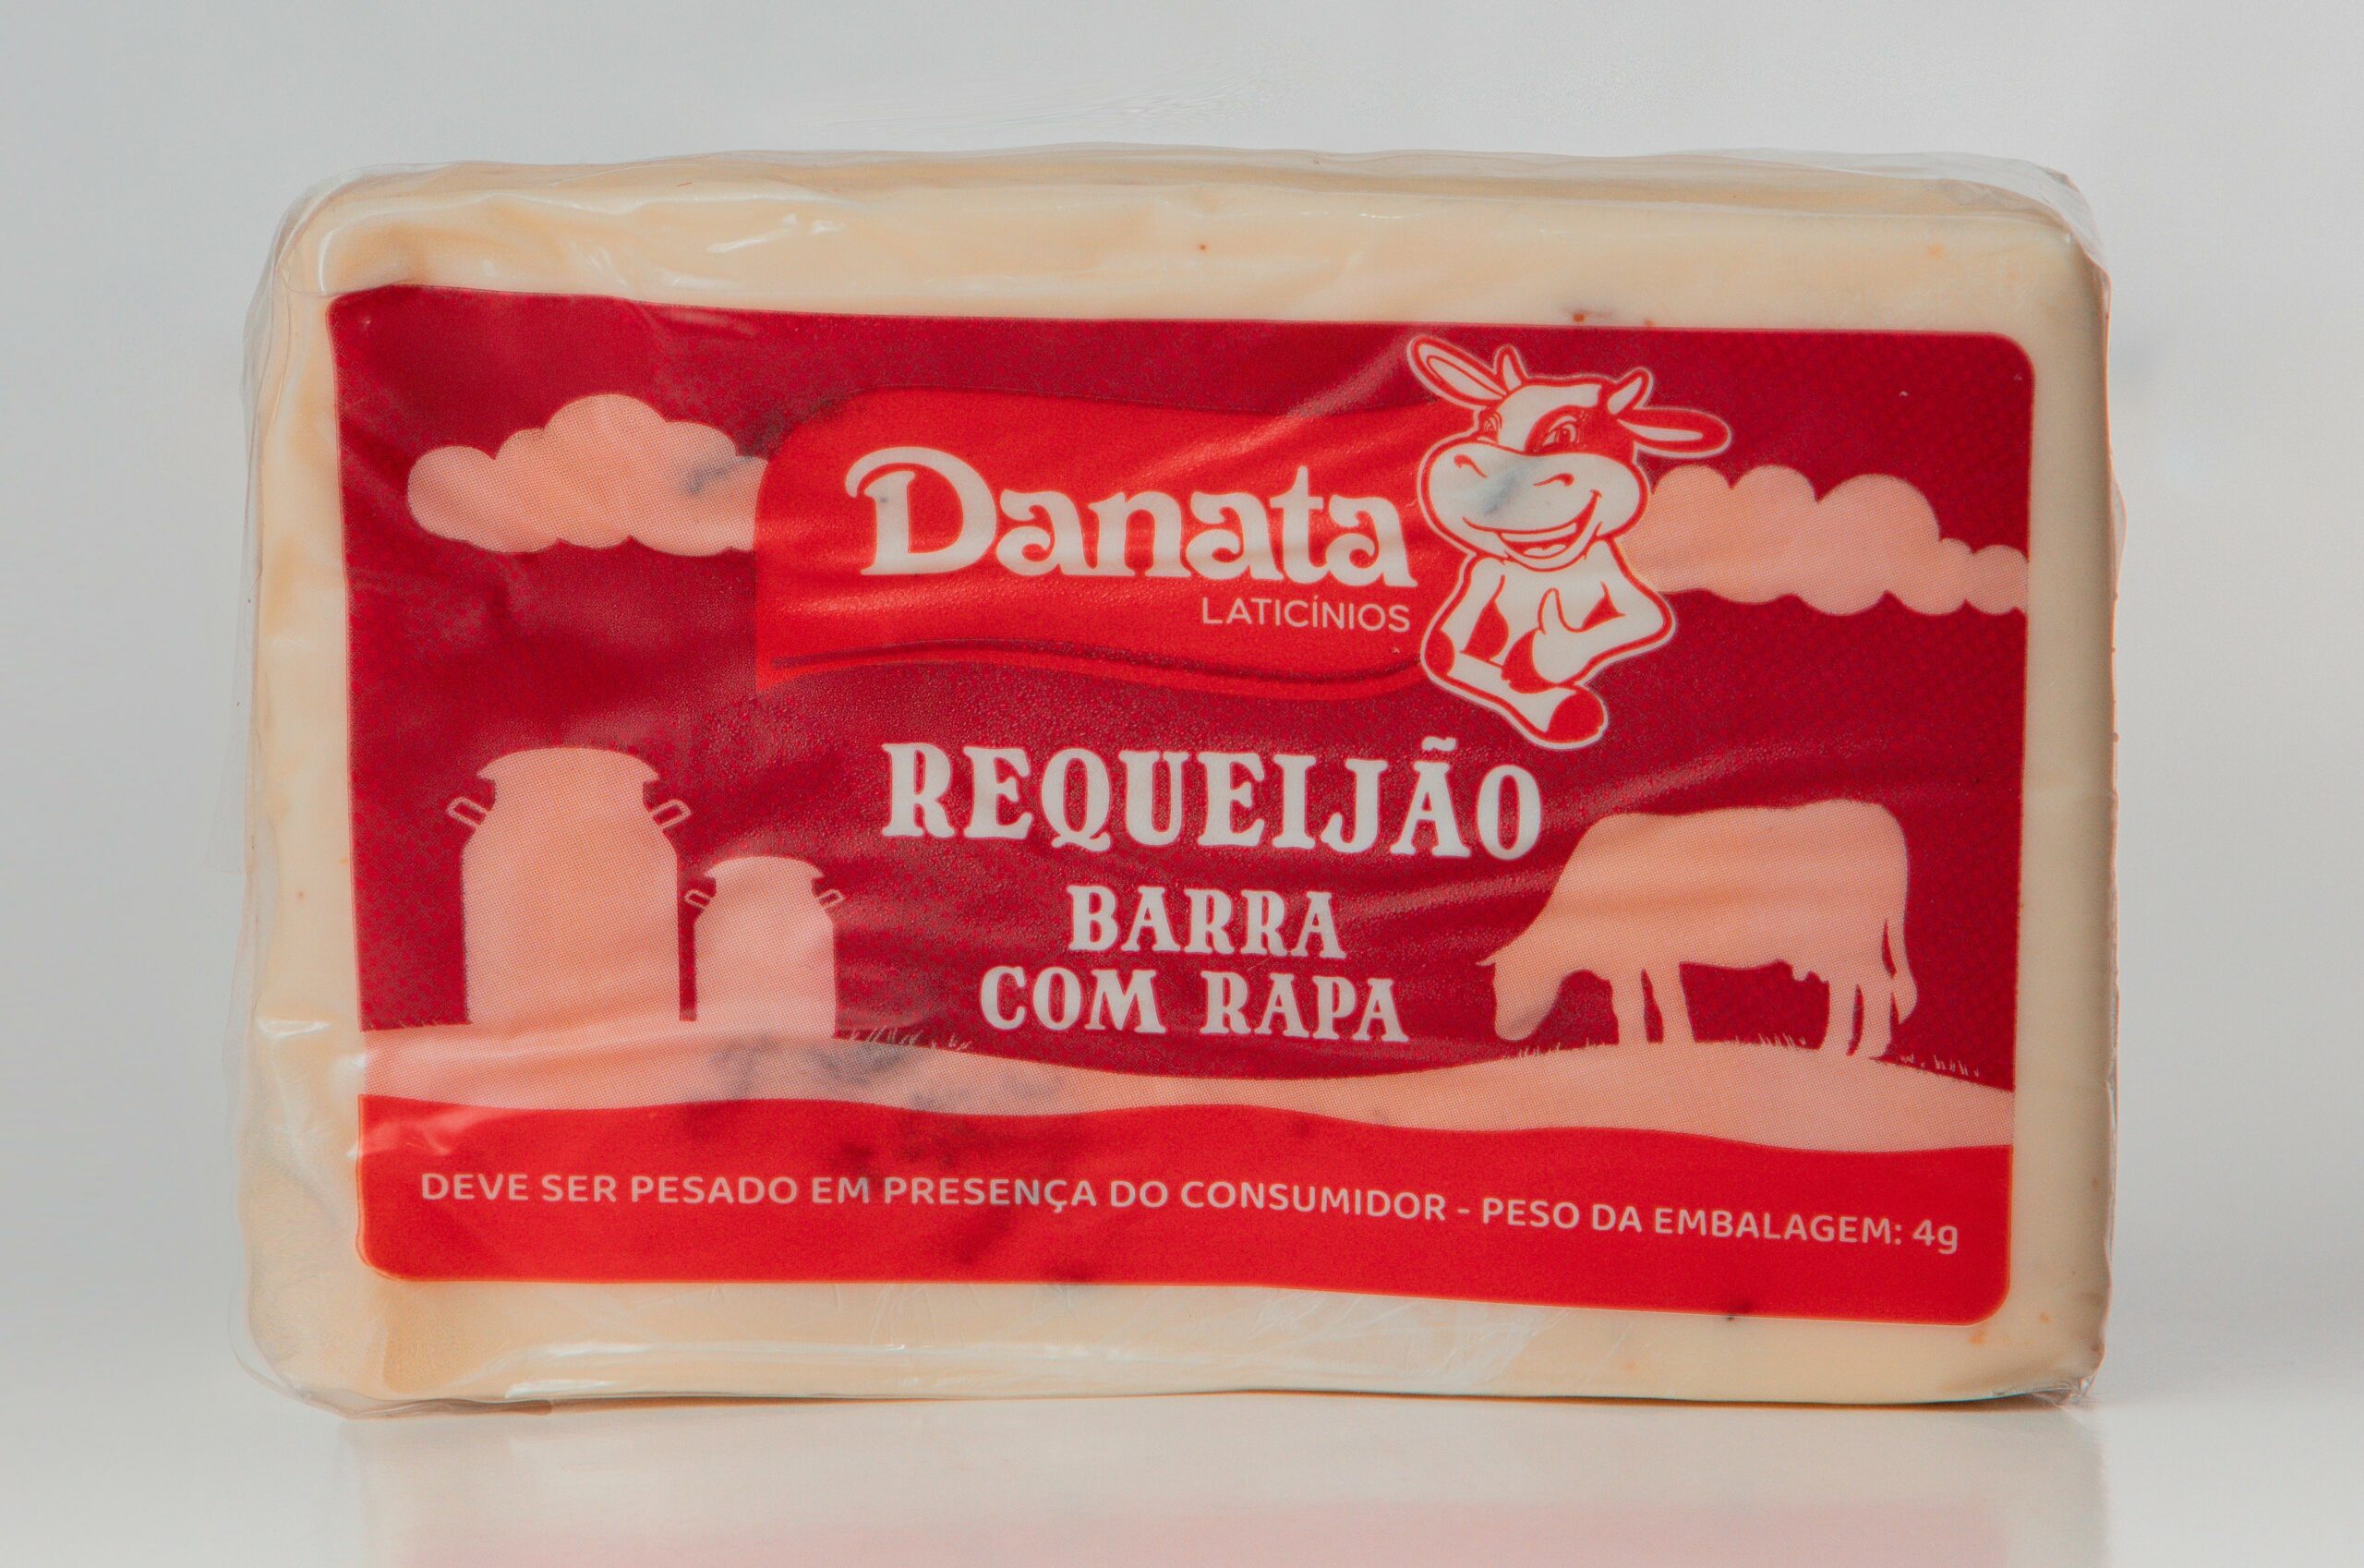 Danata
LATICÍNIOS
REQUEIJÃO
BARRA
COM RAPA
DEVE SER PESADO EM PRESENÇA DO CONSUMIDOR - PESO DA EMBALAGEM: 4g